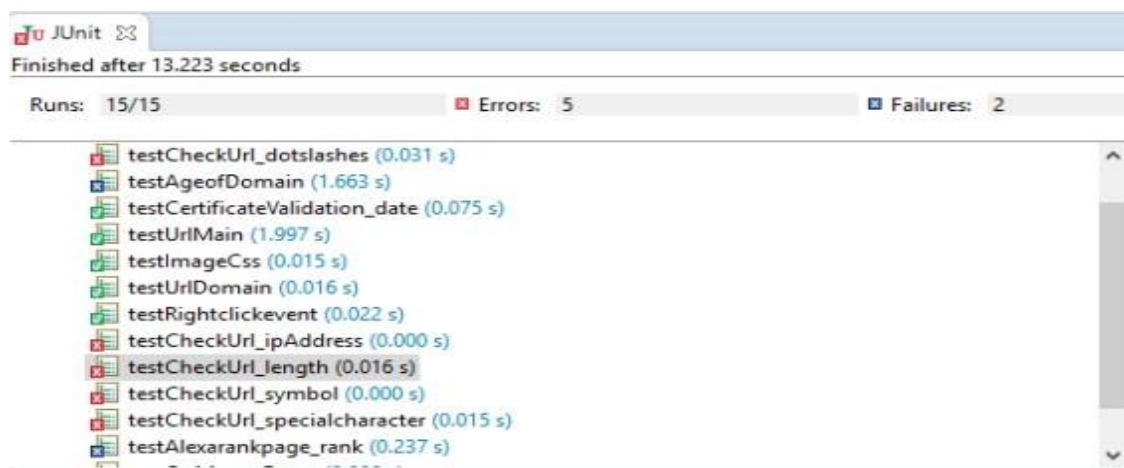 JUnit
Finished after 13.223 seconds
Runs: 15/15 Errors: 5 Failures: 2
testCheckUrl_dotslashes (0.031 s)
testAgeofDomain (1.663 s)
testCertificateValidation_date (0.075 s)
testUrlMain (1.997 s)
testImageCss (0.015 s)
testUrlDomain (0.016 s)
testRightclickevent (0.022 s)
testCheckUrl_ipAddress (0.000 s)
testCheckUrl_length (0.016 s)
testCheckUrl_symbol (0.000 s)
testCheckUrl_specialcharacter (0.015 s)
testAlexarankpage_rank (0.237 s)